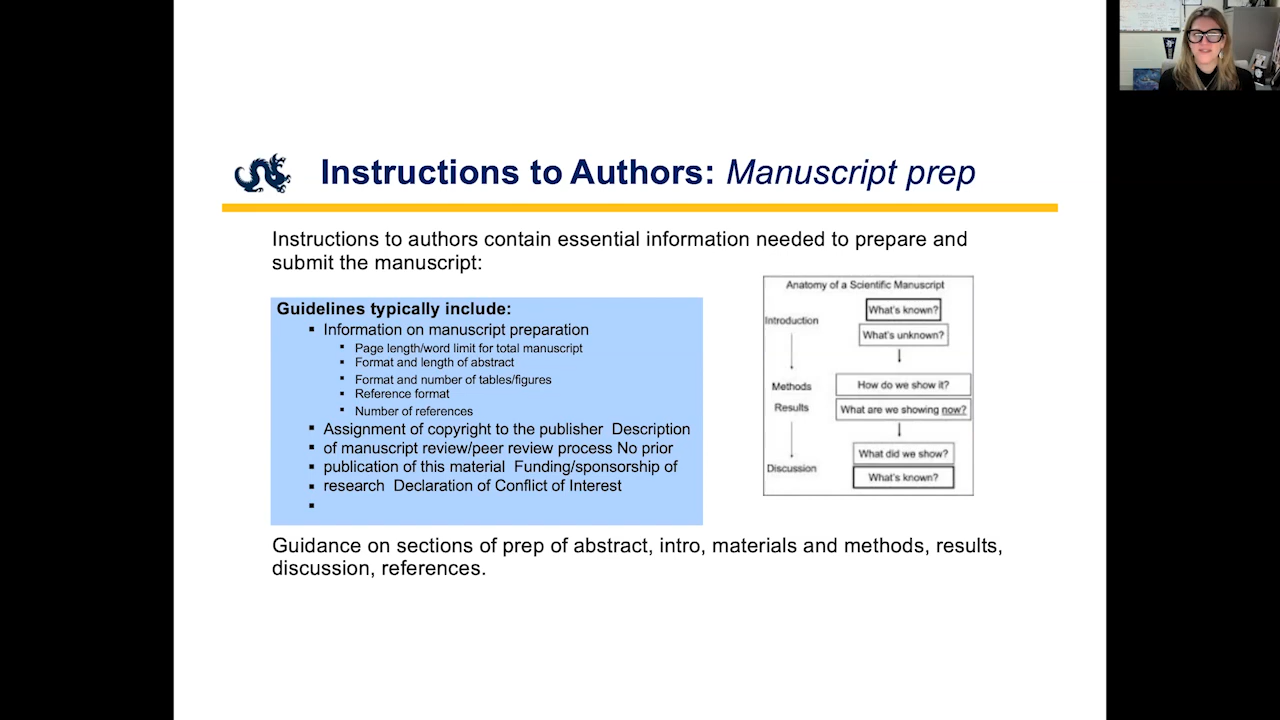 Instructions to Authors: Manuscript prep
Instructions to authors contain essential information needed to prepare and
submit the manuscript:
Guidelines typically include:
▪ Information on manuscript preparation
▪ Page length/word limit for total manuscript
▪ Format and length of abstract
▪ Format and number of tables/figures
▪ Reference format
▪ Number of references
▪ Assignment of copyright to the publisher Description
▪ of manuscript review/peer review process No prior
▪ publication of this material Funding/sponsorship of
▪ research Declaration of Conflict of Interest
▪
Anatomy of a Scientific Manuscript
Introduction
What's known?
What's unknown?
Methods
How do we show it?
Results
What are we showing now?
What did we show?
Discussion
What's known?
Guidance on sections of prep of abstract, intro, materials and methods, results,
discussion, references.